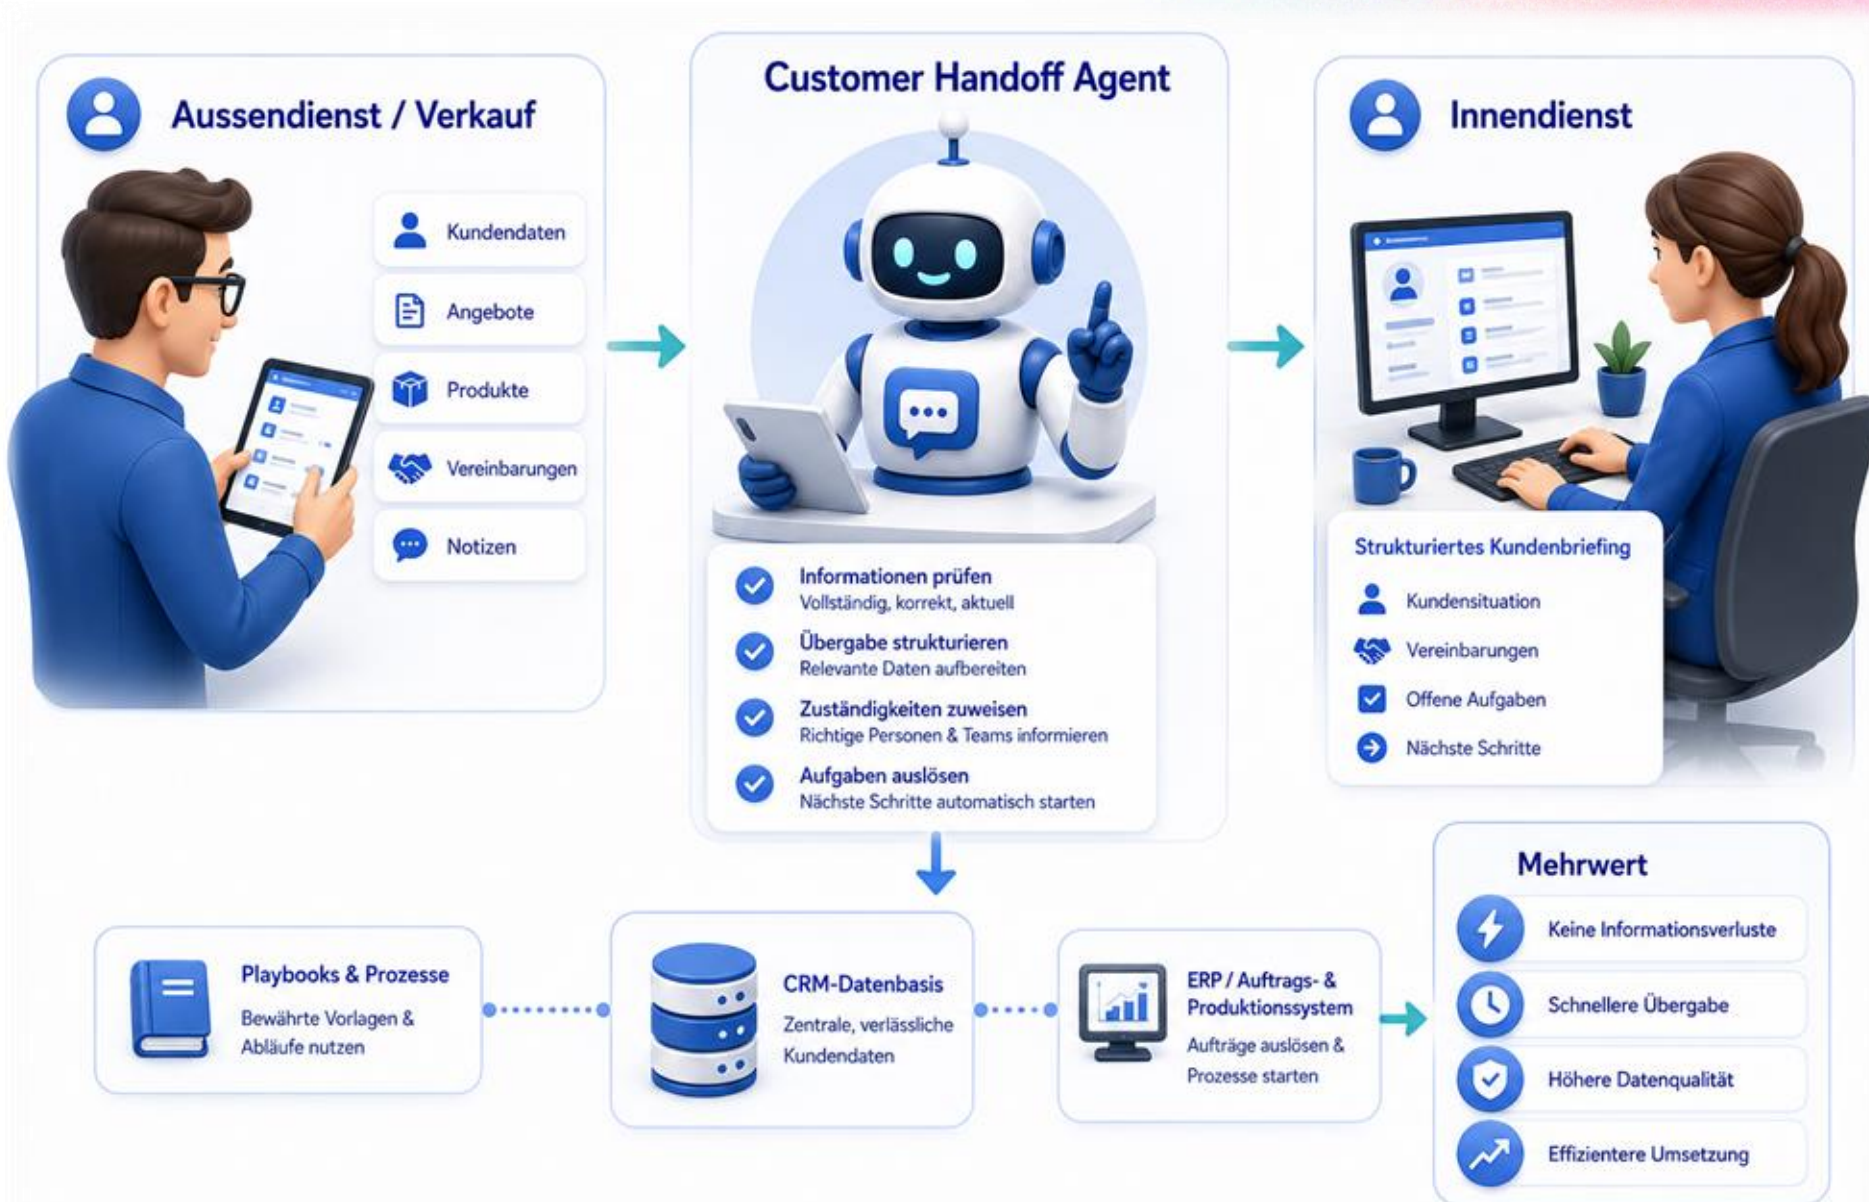 Aussendienst / Verkauf
Kundendaten
Angebote
Produkte
Vereinbarungen
Notizen
Customer Handoff Agent
Informationen prüfen
Vollständig, korrekt, aktuell
Übergabe strukturieren
Relevante Daten aufbereiten
Zuständigkeiten zuweisen
Richtige Personen & Teams informieren
Aufgaben auslösen
Nächste Schritte automatisch starten
Innendienst
Strukturiertes Kundenbriefing
Kundensituation
Vereinbarungen
Offene Aufgaben
Nächste Schritte
Playbooks & Prozesse
Bewährte Vorlagen &
Abläufe nutzen
CRM-Datenbasis
Zentrale, verlässliche
Kundendaten
ERP / Auftrags- &
Produktionssystem
Aufträge auslösen &
Prozesse starten
Mehrwert
Keine Informationsverluste
Schnellere Übergabe
Höhere Datenqualität
Effizientere Umsetzung